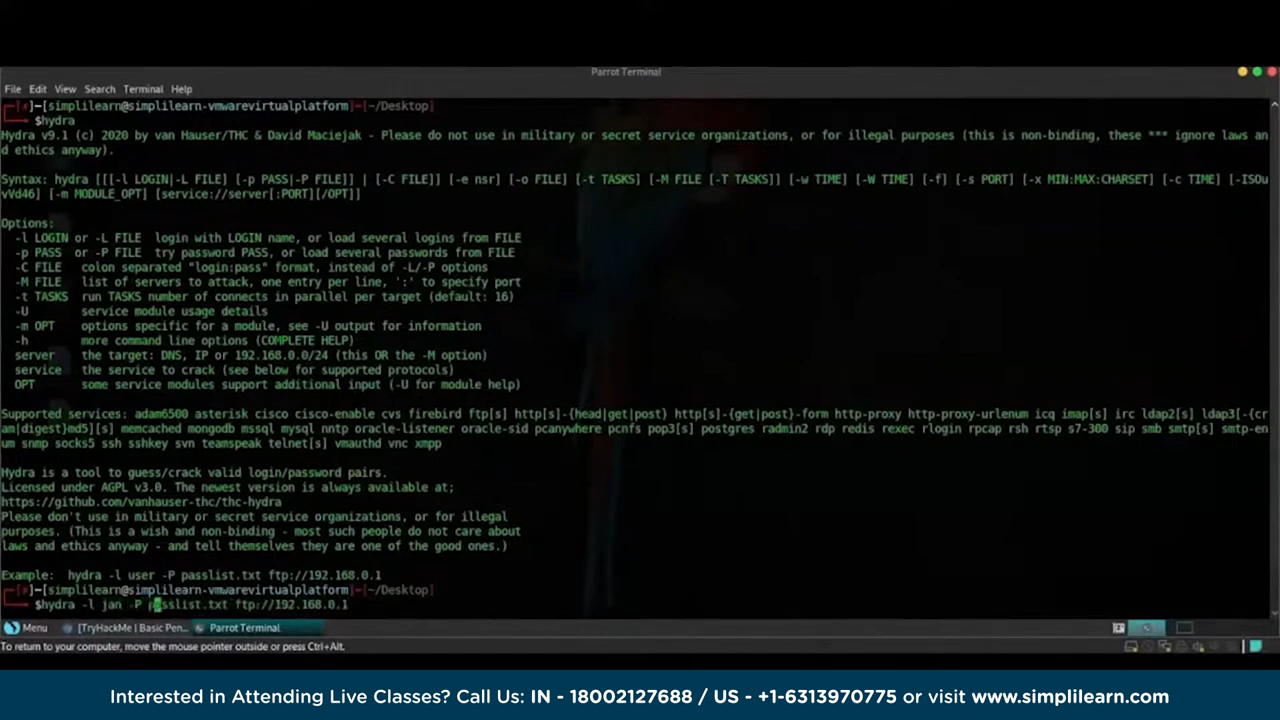 Parrot Terminal
File Edit View Search Terminal Help
[x]-[simplilearn@simplilearn-vmwarevirtualplatform]-[~/Desktop]
$hydra
Hydra v9.1 (c) 2020 by van Hauser/THC & David Maciejak - Please do not use in military or secret service organizations, or for illegal purposes (this is non-binding, these *** ignore laws an
d ethics anyway).
Syntax: hydra [[[-l LOGIN|-L FILE] [-p PASS|-P FILE]] | [-C FILE]] [-e nsr] [-o FILE] [-t TASKS] [-M FILE [-T TASKS]] [-w TIME] [-W TIME] [-f] [-s PORT] [-x MIN:MAX:CHARSET] [-c TIME] [-ISOu
vVd46] [-m MODULE_OPT] [service://server[:PORT][/OPT]]
Options:
-l LOGIN or -L FILE login with LOGIN name, or load several logins from FILE
-p PASS or -P FILE try password PASS, or load several passwords from FILE
-C FILE colon separated "login:pass" format, instead of -L/-P options
-M FILE list of servers to attack, one entry per line, ':' to specify port
-t TASKS run TASKS number of connects in parallel per target (default: 16)
-U service module usage details
-m OPT options specific for a module, see -U output for information
-h more command line options (COMPLETE HELP)
server the target: DNS, IP or 192.168.0.0/24 (this OR the -M option)
service the service to crack (see below for supported protocols)
OPT some service modules support additional input (-U for module help)
Supported services: adam6500 asterisk cisco cisco-enable cvs firebird ftp[s] http[s]-{head|get|post} http[s]-{get|post}-form http-proxy http-proxy-urlenum icq imap[s] irc ldap2[s] ldap3[-{cr
am|digest}md5][s] memcached mongodb mssql mysql nntp oracle-listener oracle-sid pcanywhere pcnfs pop3[s] postgres radmin2 rdp redis rexec rlogin rpcap rsh rtsp s7-300 sip smb smtp[s] smtp-en
um snmp socks5 ssh sshkey svn teamspeak telnet[s] vmauthd vnc xmpp
Hydra is a tool to guess/crack valid login/password pairs.
Licensed under AGPL v3.0. The newest version is always available at;
https://github.com/vanhauser-thc/thc-hydra
Please don't use in military or secret service organizations, or for illegal
purposes. (This is a wish and non-binding - most such people do not care about
laws and ethics anyway - and tell themselves they are one of the good ones.)
Example: hydra -l user -P passlist.txt ftp://192.168.0.1
[x]-[simplilearn@simplilearn-vmwarevirtualplatform]-[~/Desktop]
$hydra -l jan -P passlist.txt ftp://192.168.0.1
Menu [TryHackMe | Basic Pen... Parrot Terminal
To return to your computer, move the mouse pointer outside or press Ctrl+Alt.
Interested in Attending Live Classes? Call Us: IN - 18002127688 / US - +1-6313970775 or visit www.simplilearn.com